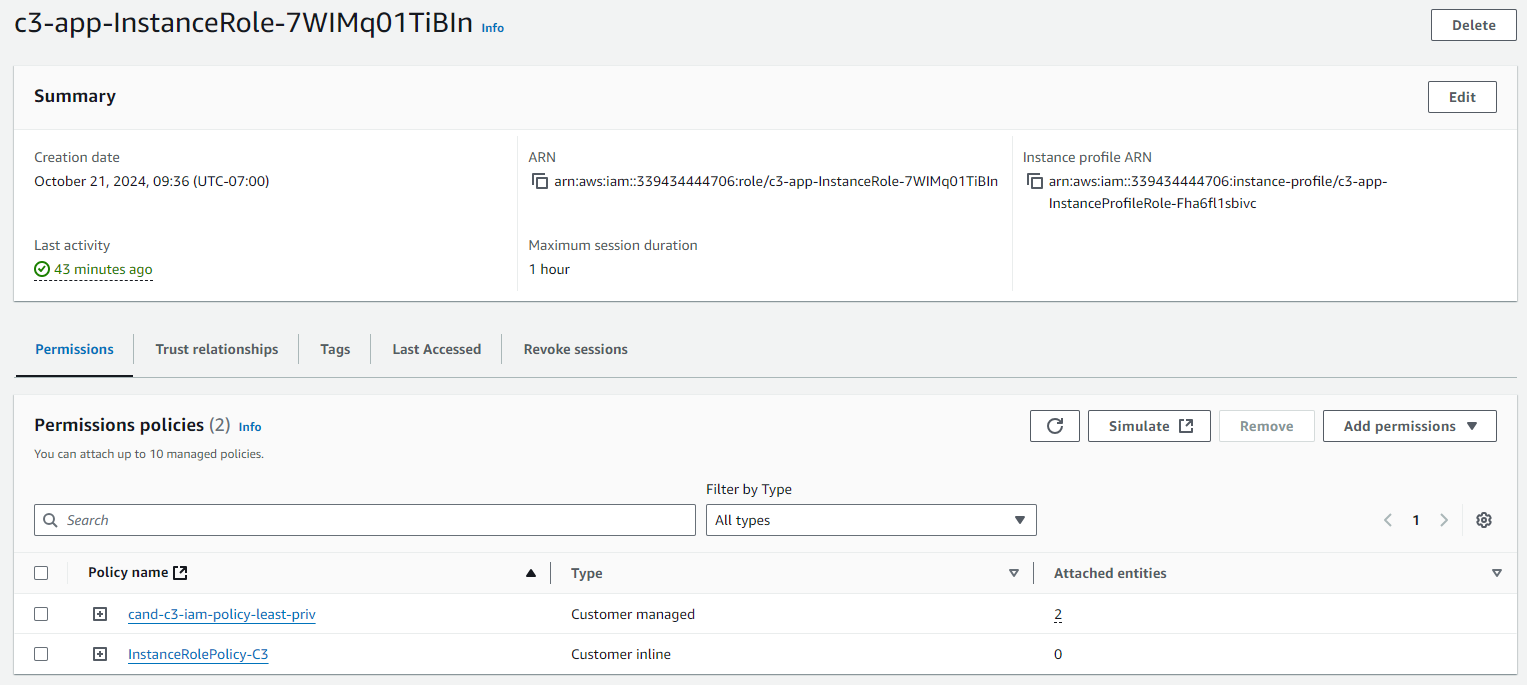 c3-app-InstanceRole-7WIMq01TiBIn Info
Delete
Summary
Edit
Creation date
October 21, 2024, 09:36 (UTC-07:00)
ARN
arn:aws:iam::339434444706:role/c3-app-InstanceRole-7WIMq01TiBIn
Instance profile ARN
arn:aws:iam::339434444706:instance-profile/c3-app-
InstanceProfileRole-Fha6fl1sbivc
Last activity
43 minutes ago
Maximum session duration
1 hour
Permissions Trust relationships Tags Last Accessed Revoke sessions
Permissions policies (2) Info
You can attach up to 10 managed policies.
Simulate Remove Add permissions
Filter by Type
Search All types 1
Policy name Type Attached entities
cand-c3-iam-policy-least-priv Customer managed 2
InstanceRolePolicy-C3 Customer inline 0